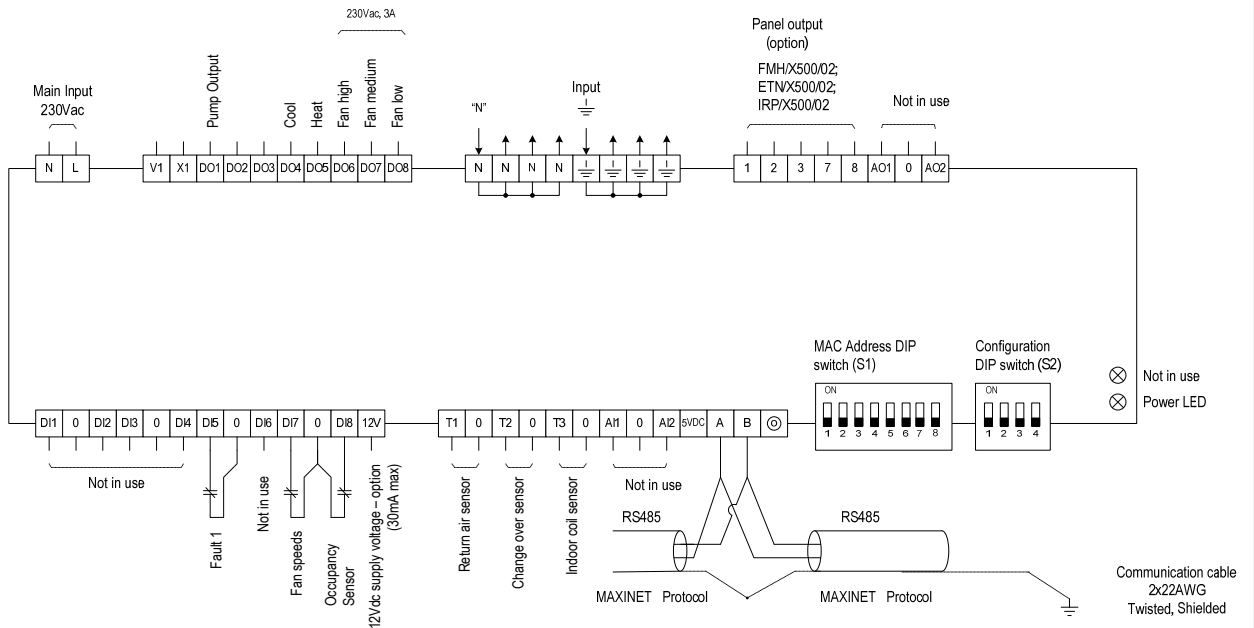 230Vac, 3A
Main Input
230Vac
Pump Output
Cool
Heat
Fan high
Fan medium
Fan low
"N"
Input
Panel output
(option)
FMH/X500/02;
ETN/X500/02;
IRP/X500/02
Not in use
N L
V1 X1 DO1 DO2 DO3 DO4 DO5 DO6 DO7 DO8
N N N N
1 2 3 7 8 AO1 0 AO2
MAC Address DIP
switch (S1)
ON
1 2 3 4 5 6 7 8
Configuration
DIP switch (S2)
ON
1 2 3 4
Not in use
Power LED
DI1 0 DI2 DI3 0 DI4 DI5 0 DI6 DI7 0 DI8 12V
T1 0 T2 0 T3 0 AI1 0 AI2 5VDC A B
Not in use
Fault 1
Not in use
Fan speeds
Occupancy
Sensor
12Vdc supply voltage – option
(30mA max)
Return air sensor
Change over sensor
Indoor coil sensor
Not in use
RS485
RS485
MAXINET Protocol
MAXINET Protocol
Communication cable
2x22AWG
Twisted, Shielded